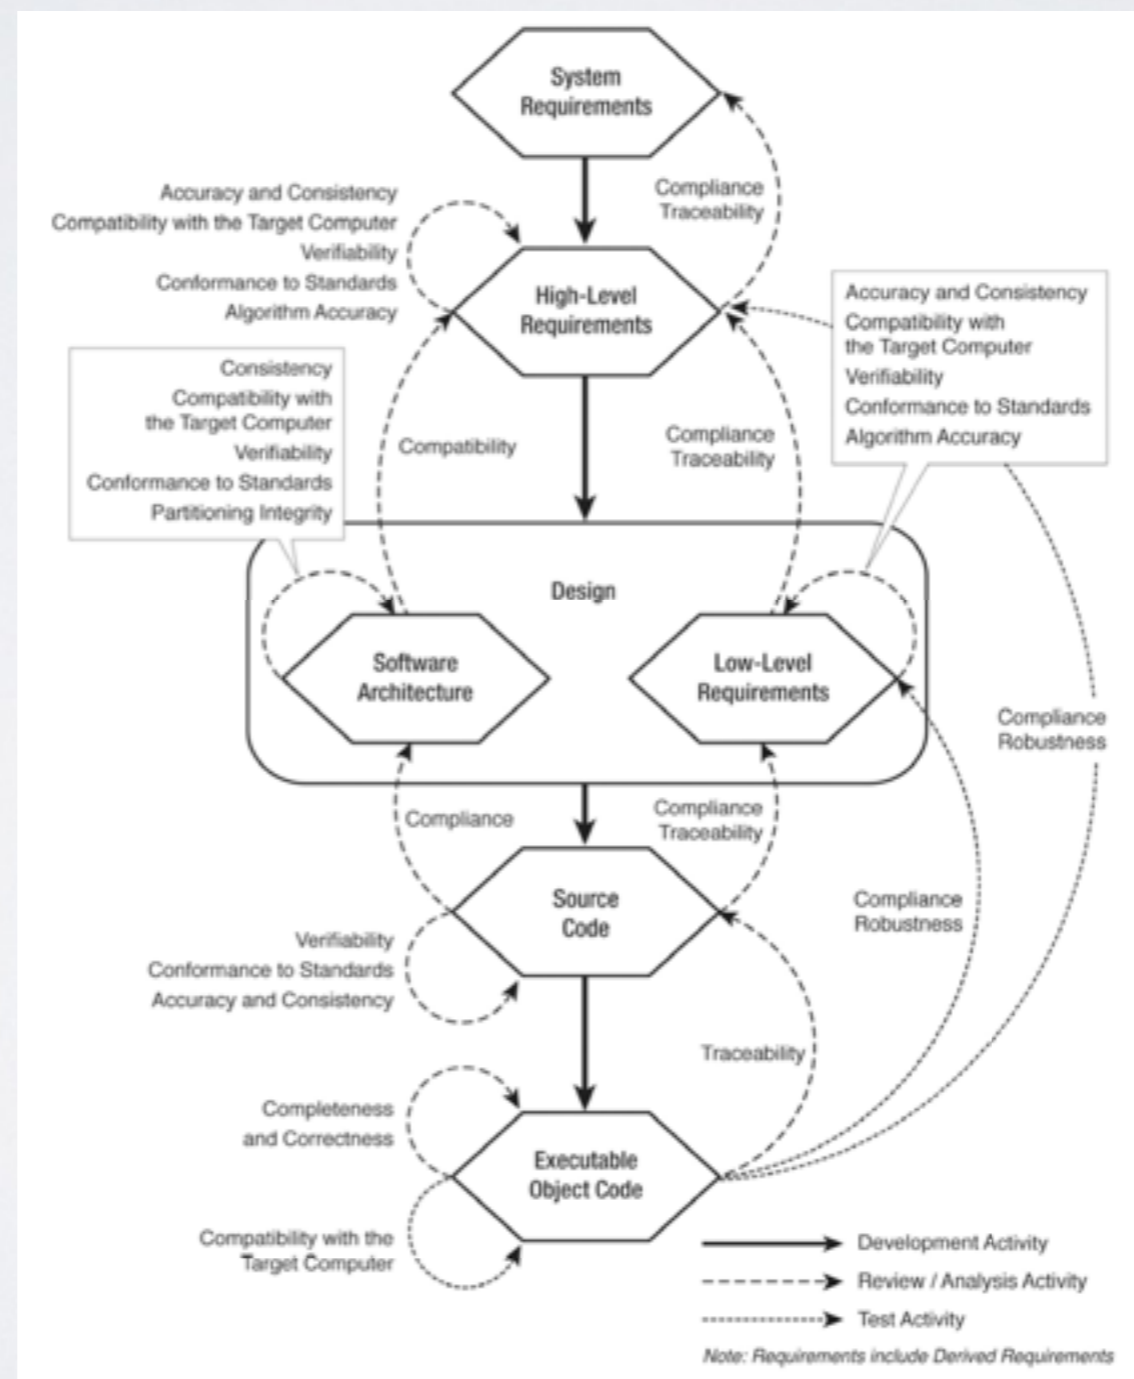 System
Requirements
Compliance
Traceability
Accuracy and Consistency
Compatibility with the Target Computer
Verifiability
Conformance to Standards
Algorithm Accuracy
High-Level
Requirements
Accuracy and Consistency
Compatibility with
the Target Computer
Verifiability
Conformance to Standards
Algorithm Accuracy
Consistency
Compatibility with
the Target Computer
Verifiability
Conformance to Standards
Partitioning Integrity
Compatibility
Compliance
Traceability
Design
Software
Architecture
Low-Level
Requirements
Compliance
Robustness
Compliance
Compliance
Traceability
Source
Code
Compliance
Robustness
Verifiability
Conformance to Standards
Accuracy and Consistency
Traceability
Completeness
and Correctness
Executable
Object Code
Compatibility with the
Target Computer
Development Activity
Review / Analysis Activity
Test Activity
Note: Requirements include Derived Requirements